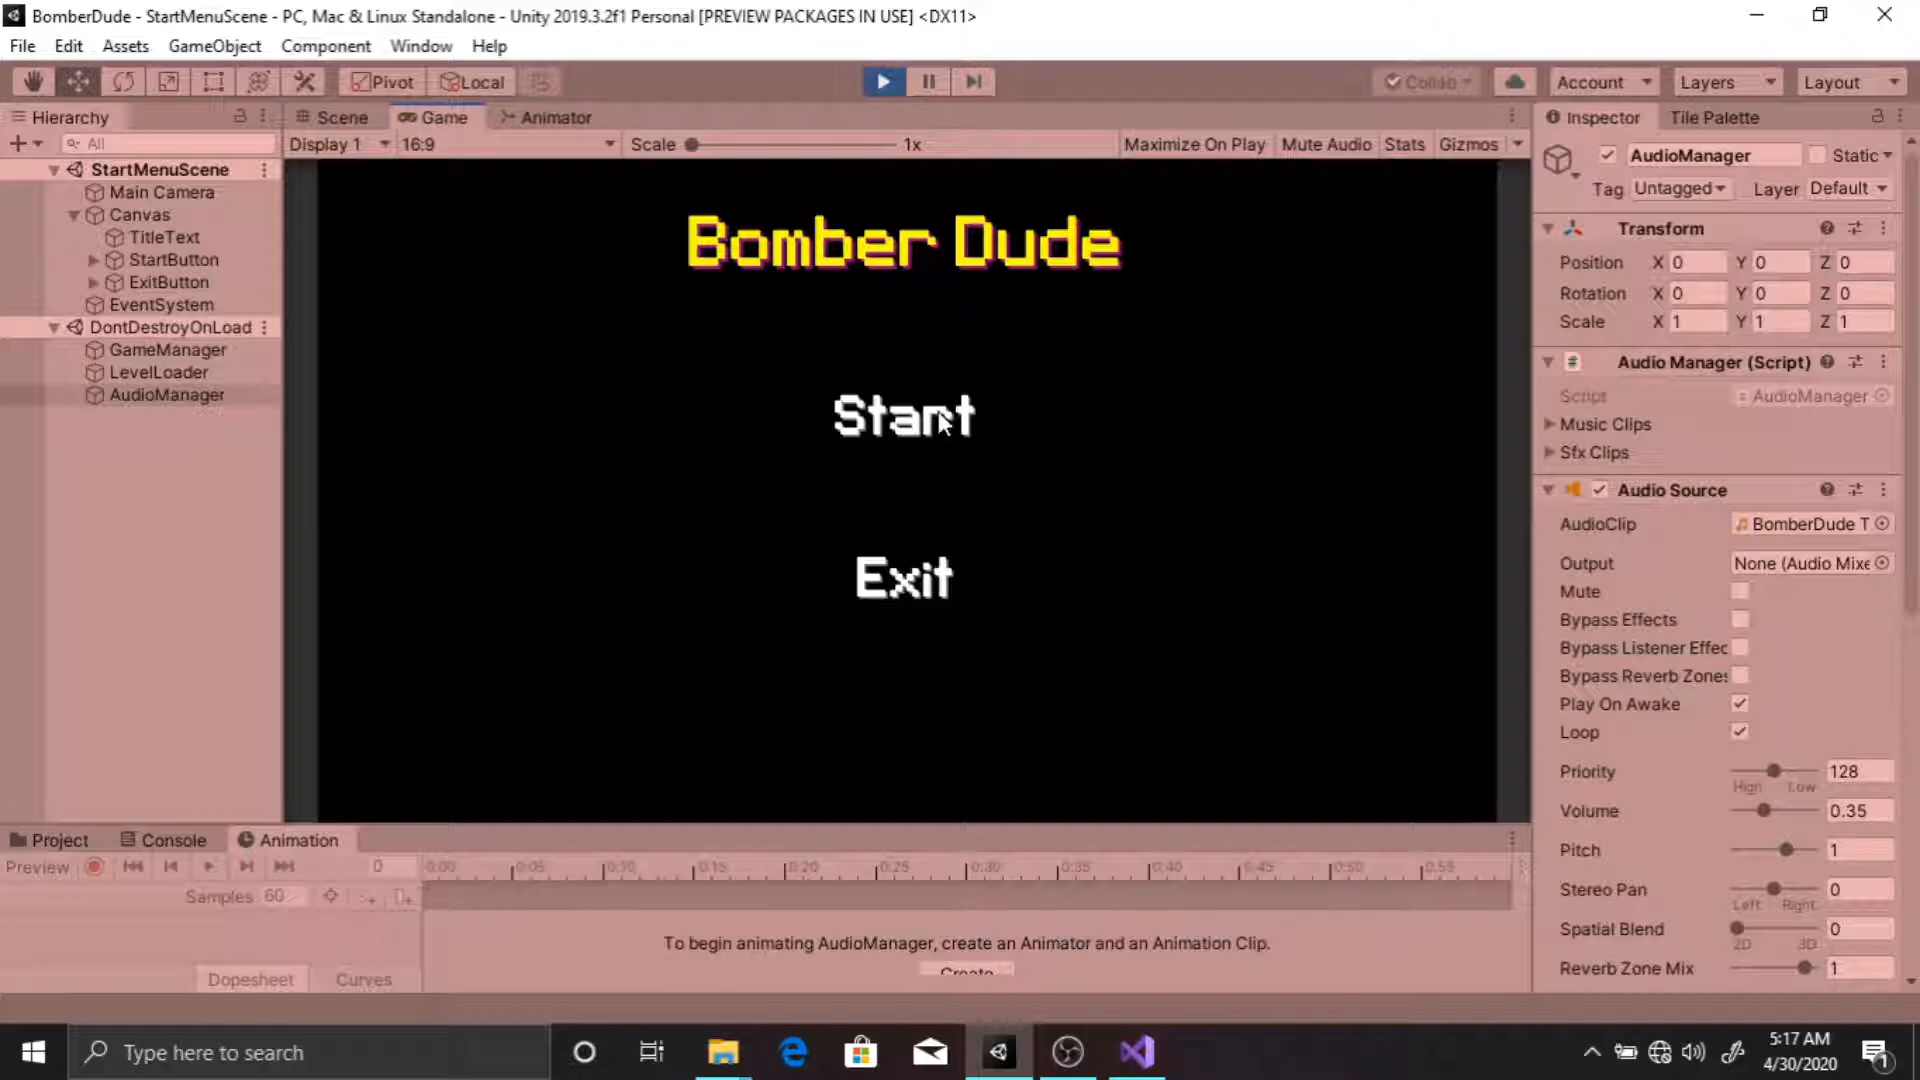 BomberDude - StartMenuScene - PC, Mac & Linux Standalone - Unity 2019.3.2f1 Personal [PREVIEW PACKAGES IN USE] <DX11>
File Edit Assets GameObject Component Window Help
Pivot Local Collab Account Layers Layout
Hierarchy Scene Game Animator Inspector Tile Palette
All Display 1 16:9 Scale 1x Maximize On Play Mute Audio Stats Gizmos
StartMenuScene
Main Camera
Canvas
TitleText
StartButton
ExitButton
EventSystem
DontDestroyOnLoad
GameManager
LevelLoader
AudioManager
Bomber Dude
Start
Exit
AudioManager Static
Tag Untagged Layer Default
Transform
Position X 0 Y 0 Z 0
Rotation X 0 Y 0 Z 0
Scale X 1 Y 1 Z 1
Audio Manager (Script)
Script AudioManager
Music Clips
Sfx Clips
Audio Source
AudioClip BomberDude T
Output None (Audio Mixe
Mute
Bypass Effects
Bypass Listener Effec
Bypass Reverb Zones
Play On Awake
Loop
Priority 128
High Low
Volume 0.35
Pitch 1
Stereo Pan 0
Left Right
Spatial Blend 0
2D 3D
Reverb Zone Mix 1
Project Console Animation
Preview 0 0:00 0:05 0:10 0:15 0:20 0:25 0:30 0:35 0:40 0:45 0:50 0:55
Samples 60
To begin animating AudioManager, create an Animator and an Animation Clip.
Create
Dopesheet Curves
Type here to search
5:17 AM
4/30/2020
1